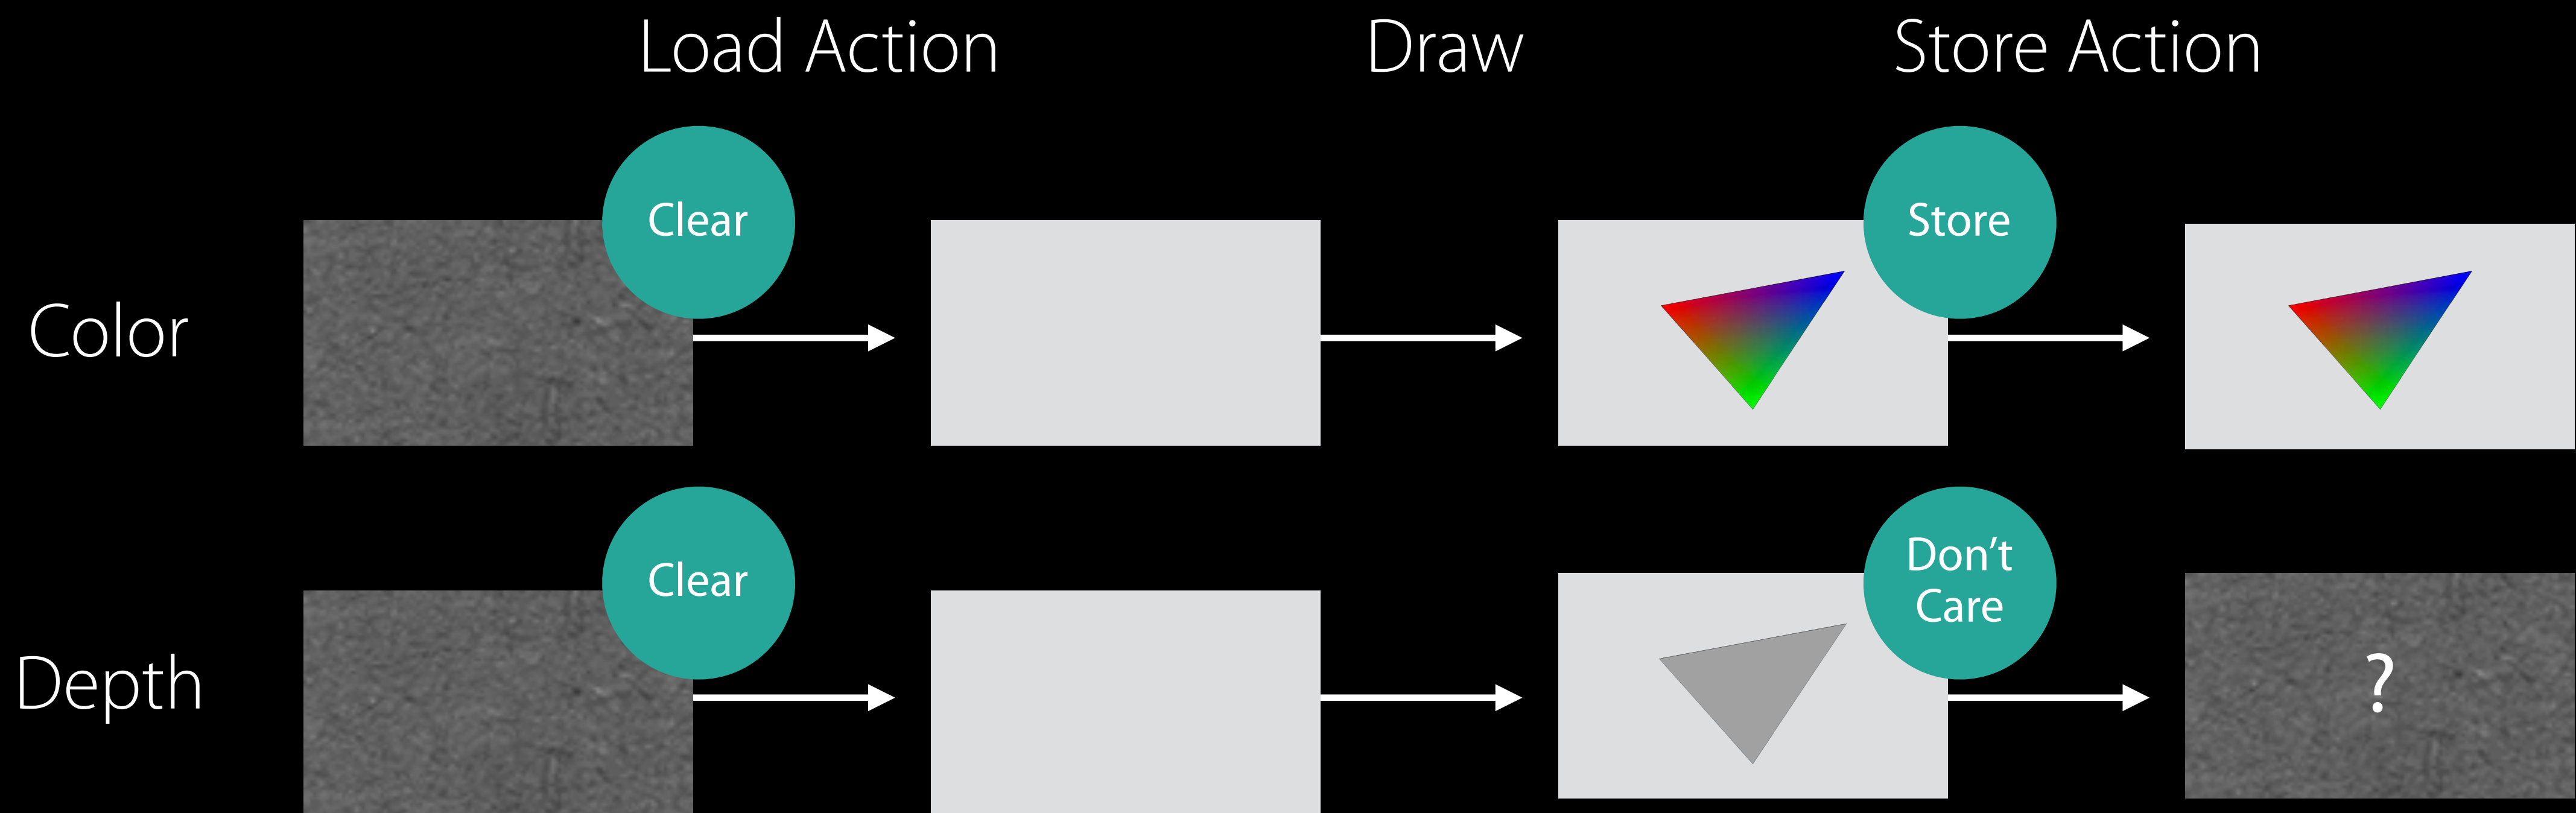 Load Action
Draw
Store Action
Color
Clear
Store
Depth
Clear
Don’t
Care
?